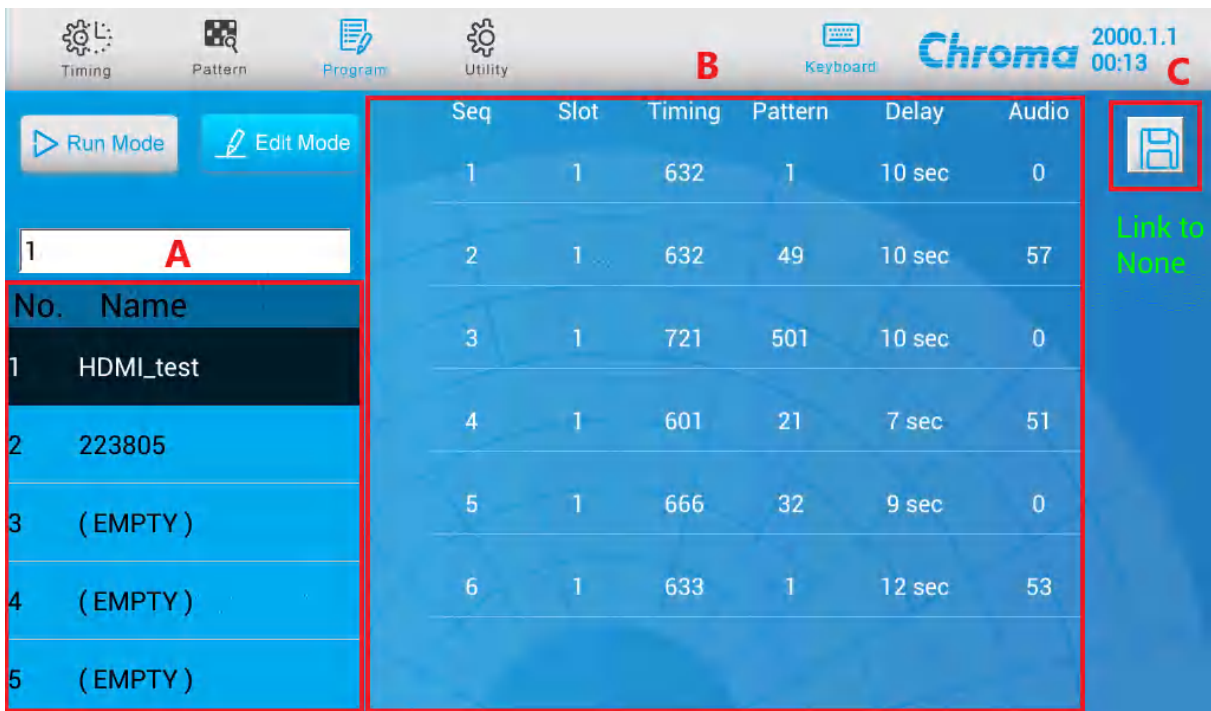 Timing Pattern Program Utility B Keyboard Chroma 2000.1.1
00:13 C
Run Mode Edit Mode
1 A
No. Name
1 HDMI_test
2 223805
3 ( EMPTY )
4 ( EMPTY )
5 ( EMPTY )
Seq Slot Timing Pattern Delay Audio
1 1 632 1 10 sec 0
2 1 632 49 10 sec 57
3 1 721 501 10 sec 0
4 1 601 21 7 sec 51
5 1 666 32 9 sec 0
6 1 633 1 12 sec 53
Link to
None